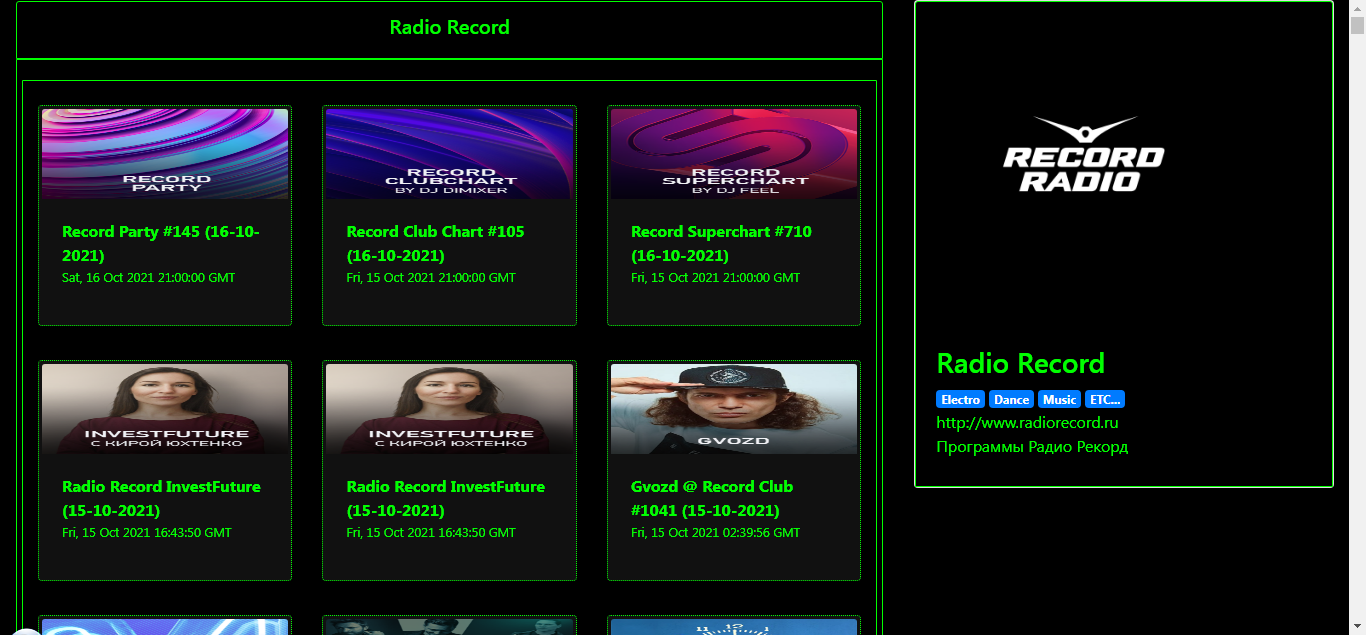 Radio Record
RECORD
PARTY
Record Party #145 (16-10-
2021)
Sat, 16 Oct 2021 21:00:00 GMT
RECORD
CLUBCHART
BY DJ DIMIXER
Record Club Chart #105
(16-10-2021)
Fri, 15 Oct 2021 21:00:00 GMT
RECORD
SUPERCHART
BY DJ FEEL
Record Superchart #710
(16-10-2021)
Fri, 15 Oct 2021 21:00:00 GMT
INVESTFUTURE
С КИРОЙ ЮХТЕНКО
Radio Record InvestFuture
(15-10-2021)
Fri, 15 Oct 2021 16:43:50 GMT
INVESTFUTURE
С КИРОЙ ЮХТЕНКО
Radio Record InvestFuture
(15-10-2021)
Fri, 15 Oct 2021 16:43:50 GMT
GVOZD
Gvozd @ Record Club
#1041 (15-10-2021)
Fri, 15 Oct 2021 02:39:56 GMT
11 12 1
RECORD
RADIO
Radio Record
Electro Dance Music ETC...
http://www.radiorecord.ru
Программы Радио Рекорд